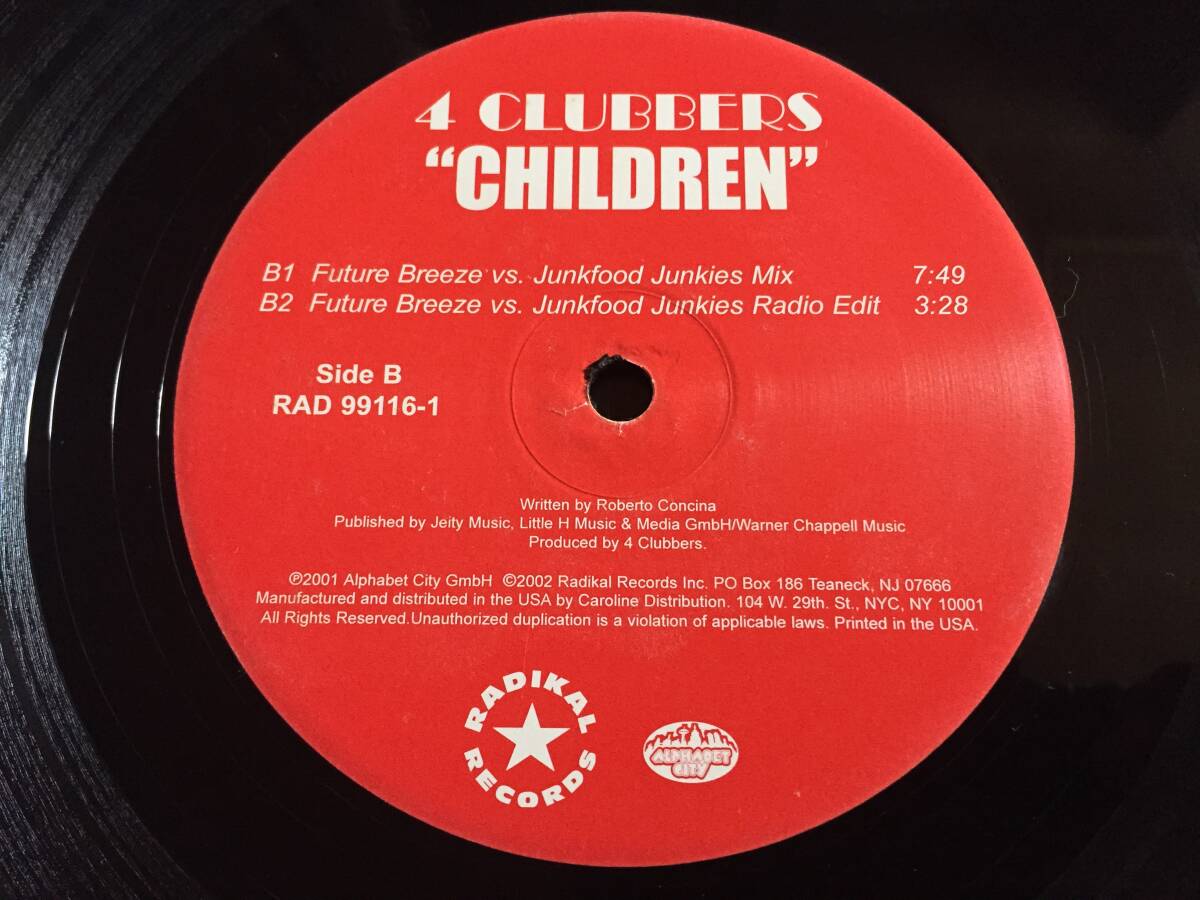 4 CLUBBERS
“CHILDREN”
B1 Future Breeze vs. Junkfood Junkies Mix 7:49
B2 Future Breeze vs. Junkfood Junkies Radio Edit 3:28
Side B
RAD 99116-1
Written by Roberto Concina
Published by Jeity Music, Little H Music & Media GmbH/Warner Chappell Music
Produced by 4 Clubbers.
℗2001 Alphabet City GmbH ©2002 Radikal Records Inc. PO Box 186 Teaneck, NJ 07666
Manufactured and distributed in the USA by Caroline Distribution. 104 W. 29th. St., NYC, NY 10001
All Rights Reserved.Unauthorized duplication is a violation of applicable laws. Printed in the USA.
RADIKAL
RECORDS
ALPHABET
CITY